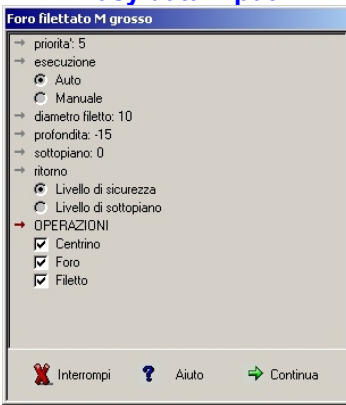 Foro filettato M grosso
priorita': 5
esecuzione
Auto
Manuale
diametro filetto: 10
profondita: -15
sottopiano: 0
ritorno
Livello di sicurezza
Livello di sottopiano
OPERAZIONI
Centrino
Foro
Filetto
Interrompi ? Aiuto Continua